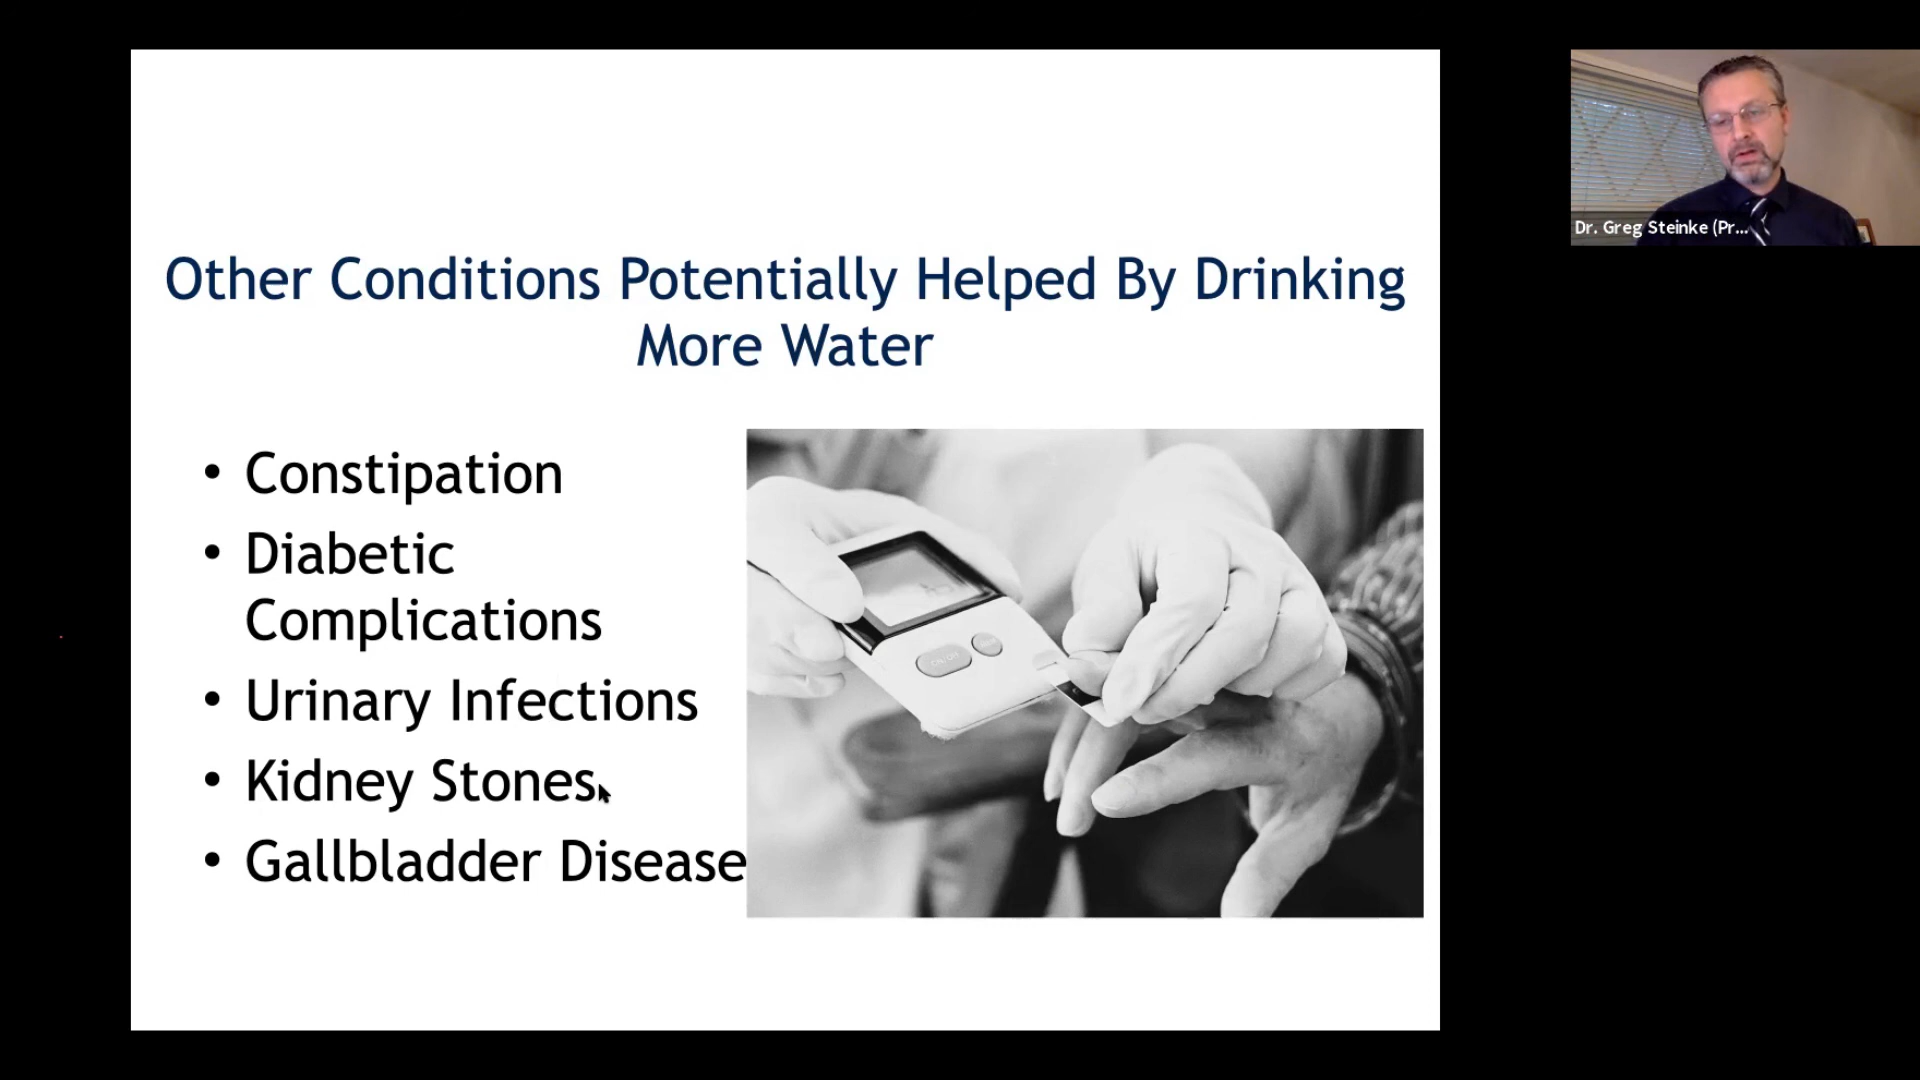 Other Conditions Potentially Helped By Drinking
More Water
• Constipation
• Diabetic
Complications
• Urinary Infections
• Kidney Stones
• Gallbladder Disease
Dr. Greg Steinke (Pr...